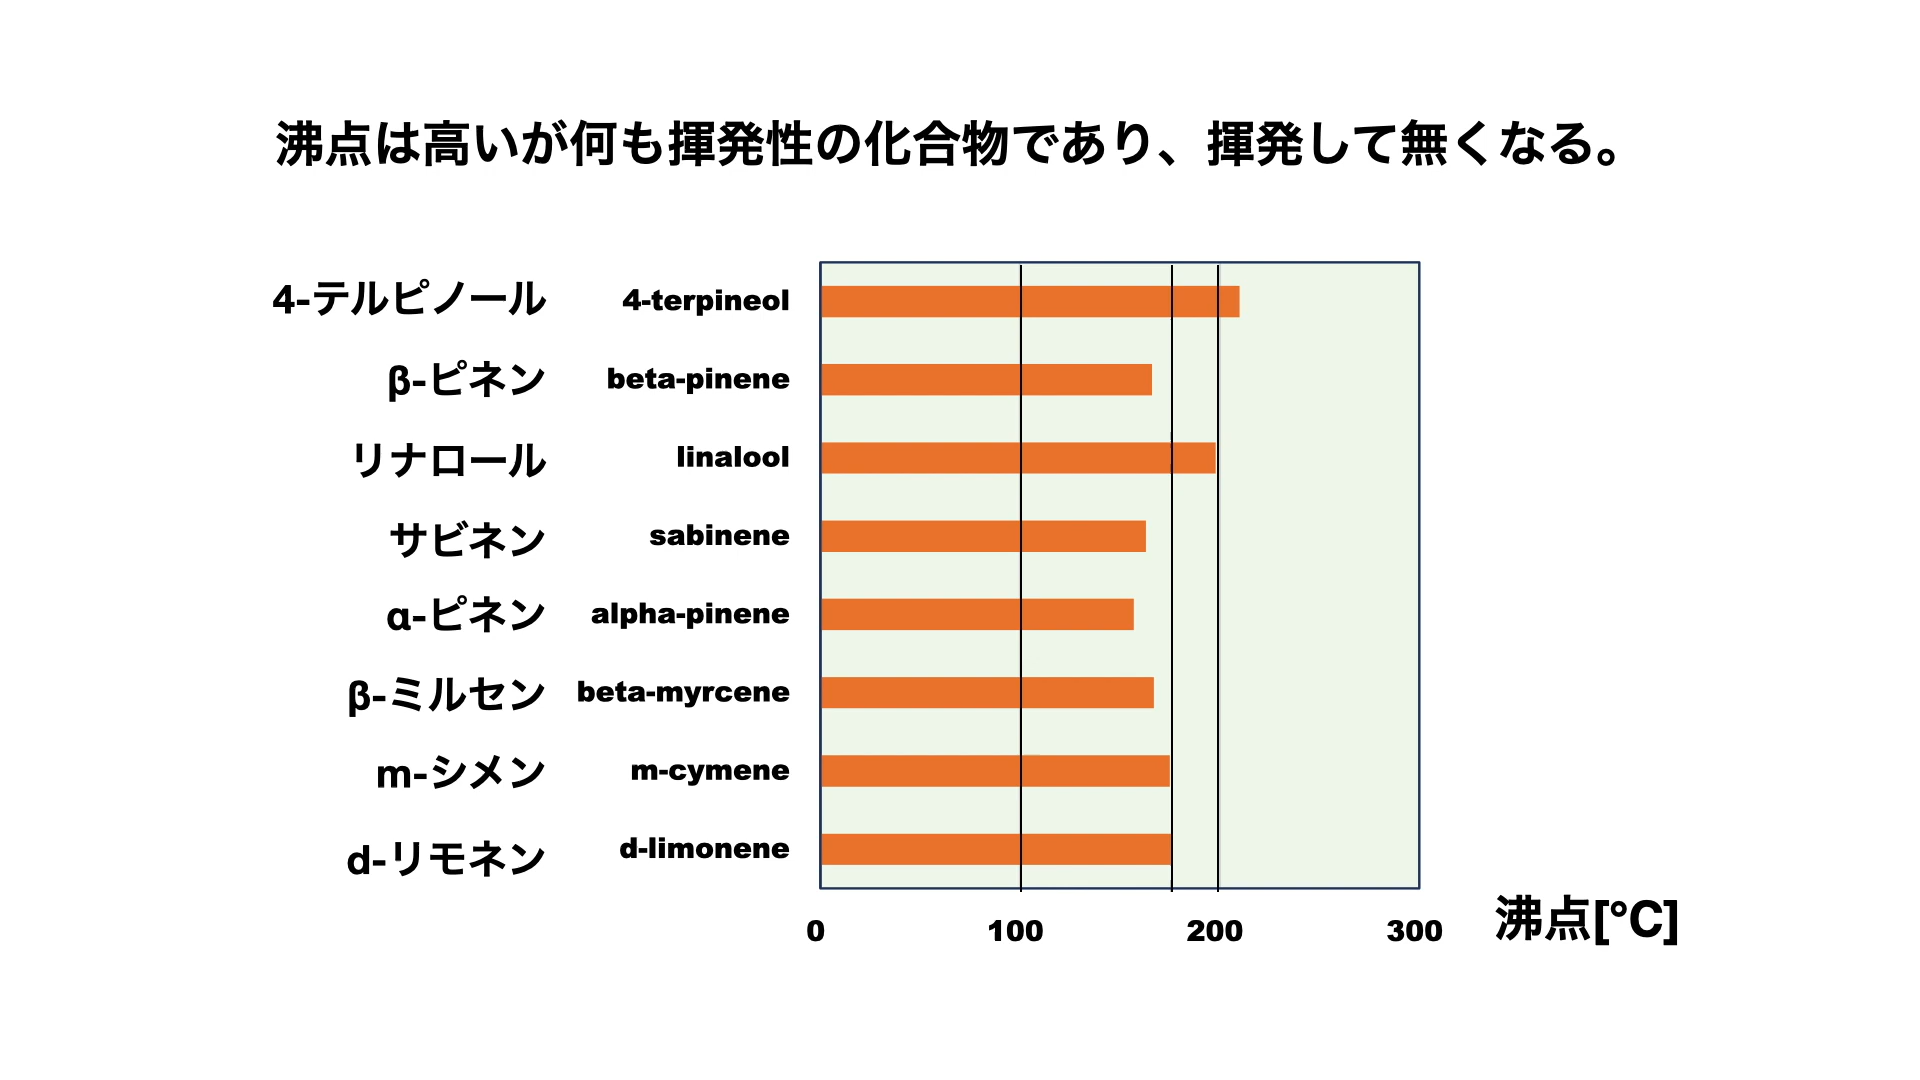 沸点は高いが何も揮発性の化合物であり、揮発して無くなる。
4-テルピノール 4-terpineol
β-ピネン beta-pinene
リナロール linalool
サビネン sabinene
α-ピネン alpha-pinene
β-ミルセン beta-myrcene
m-シメン m-cymene
d-リモネン d-limonene
0 100 200 300 沸点[°C]